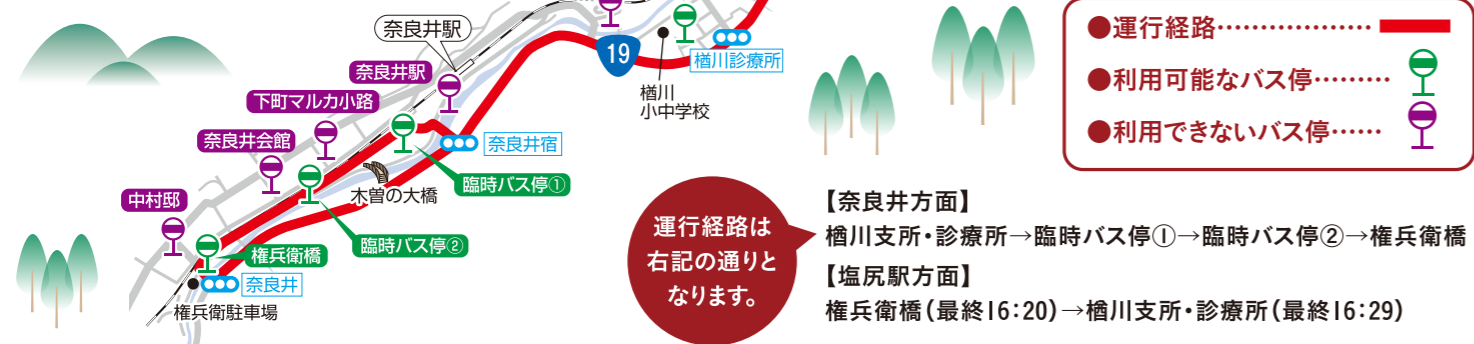 奈良井駅
奈良井駅
下町マルカ小路
奈良井会館
中村邸
19
楢川診療所
楢川
小中学校
奈良井宿
臨時バス停①
木曽の大橋
臨時バス停②
権兵衛橋
奈良井
権兵衛駐車場
●運行経路………………
●利用可能なバス停………
●利用できないバス停……
運行経路は
右記の通りと
なります。
【奈良井方面】
楢川支所・診療所→臨時バス停①→臨時バス停②→権兵衛橋
【塩尻駅方面】
権兵衛橋(最終16:20)→楢川支所・診療所(最終16:29)